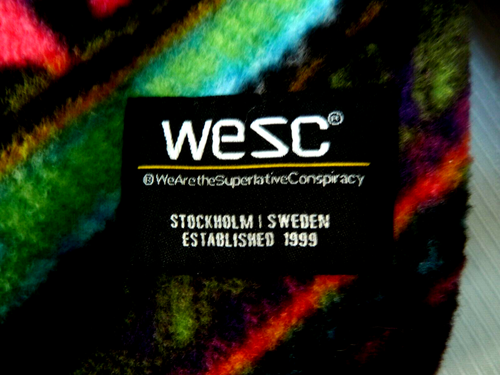 wesc®
®WeAretheSuperlativeConspiracy
STOCKHOLM | SWEDEN
ESTABLISHED 1999